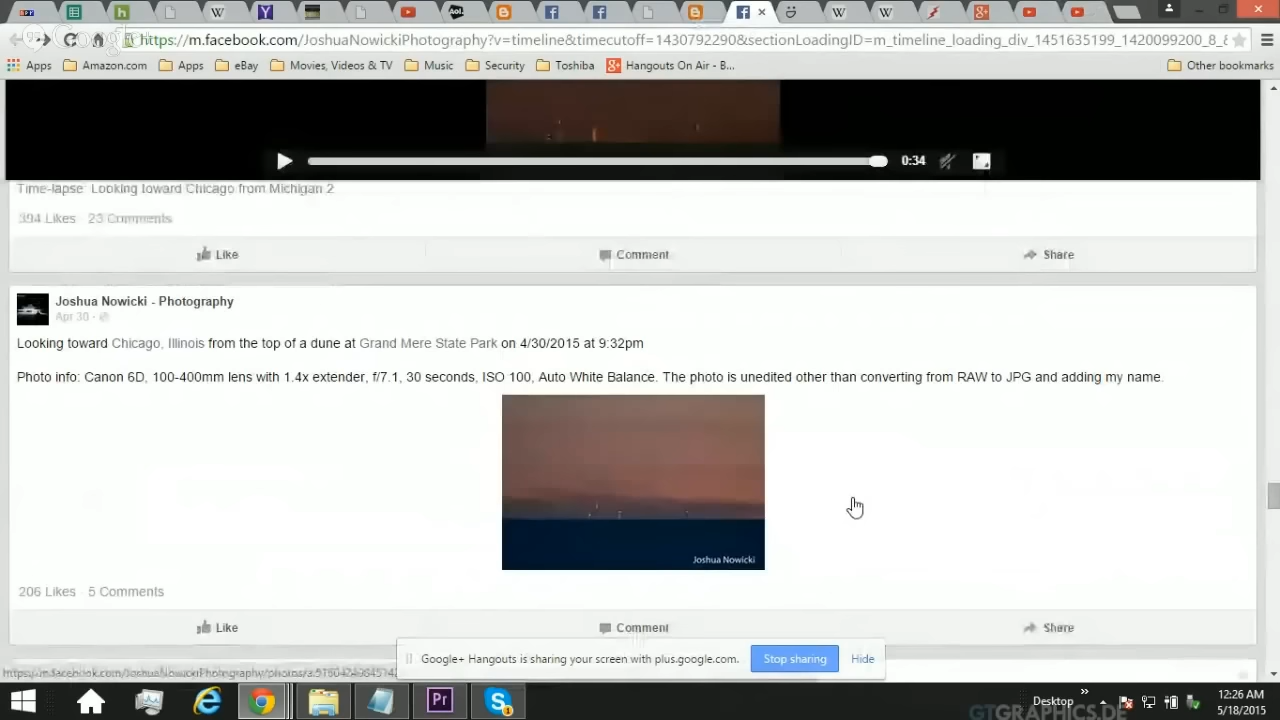 https://m.facebook.com/JoshuaNowickiPhotography?v=timeline&timecutoff=1430792290&sectionLoadingID=m_timeline_loading_div_1451635199_1420099200_8_8
Apps Amazon.com Apps eBay Movies, Videos & TV Music Security Toshiba Hangouts On Air - B... Other bookmarks
0:34
Time-lapse: Looking toward Chicago from Michigan 2
394 Likes 23 Comments
Like Comment Share
Joshua Nowicki - Photography
Apr 30
Looking toward Chicago, Illinois from the top of a dune at Grand Mere State Park on 4/30/2015 at 9:32pm
Photo info: Canon 6D, 100-400mm lens with 1.4x extender, f/7.1, 30 seconds, ISO 100, Auto White Balance. The photo is unedited other than converting from RAW to JPG and adding my name.
Joshua Nowicki
206 Likes 5 Comments
Like Comment Share
Google+ Hangouts is sharing your screen with plus.google.com. Stop sharing Hide
Desktop
12:26 AM
5/18/2015
GTGRAPHICS.DE